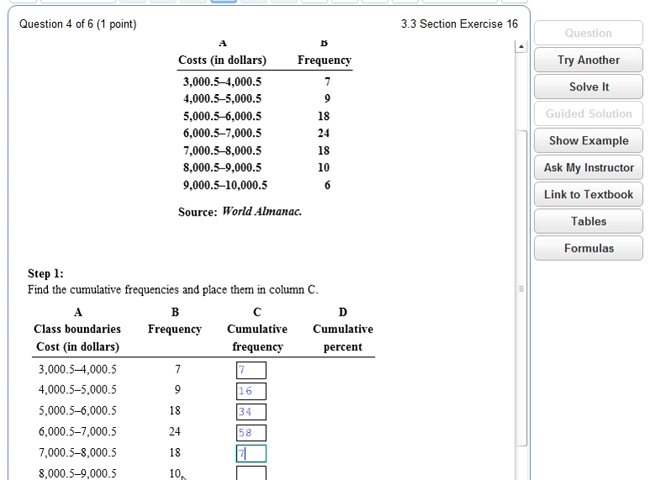 Question 4 of 6 (1 point) 3.3 Section Exercise 16
A B
Costs (in dollars) Frequency
3,000.5–4,000.5 7
4,000.5–5,000.5 9
5,000.5–6,000.5 18
6,000.5–7,000.5 24
7,000.5–8,000.5 18
8,000.5–9,000.5 10
9,000.5–10,000.5 6
Source: World Almanac.
Step 1:
Find the cumulative frequencies and place them in column C.
A B C D
Class boundaries Frequency Cumulative Cumulative
Cost (in dollars) frequency percent
3,000.5–4,000.5 7 7
4,000.5–5,000.5 9 16
5,000.5–6,000.5 18 34
6,000.5–7,000.5 24 58
7,000.5–8,000.5 18 7
8,000.5–9,000.5 10
Question
Try Another
Solve It
Guided Solution
Show Example
Ask My Instructor
Link to Textbook
Tables
Formulas